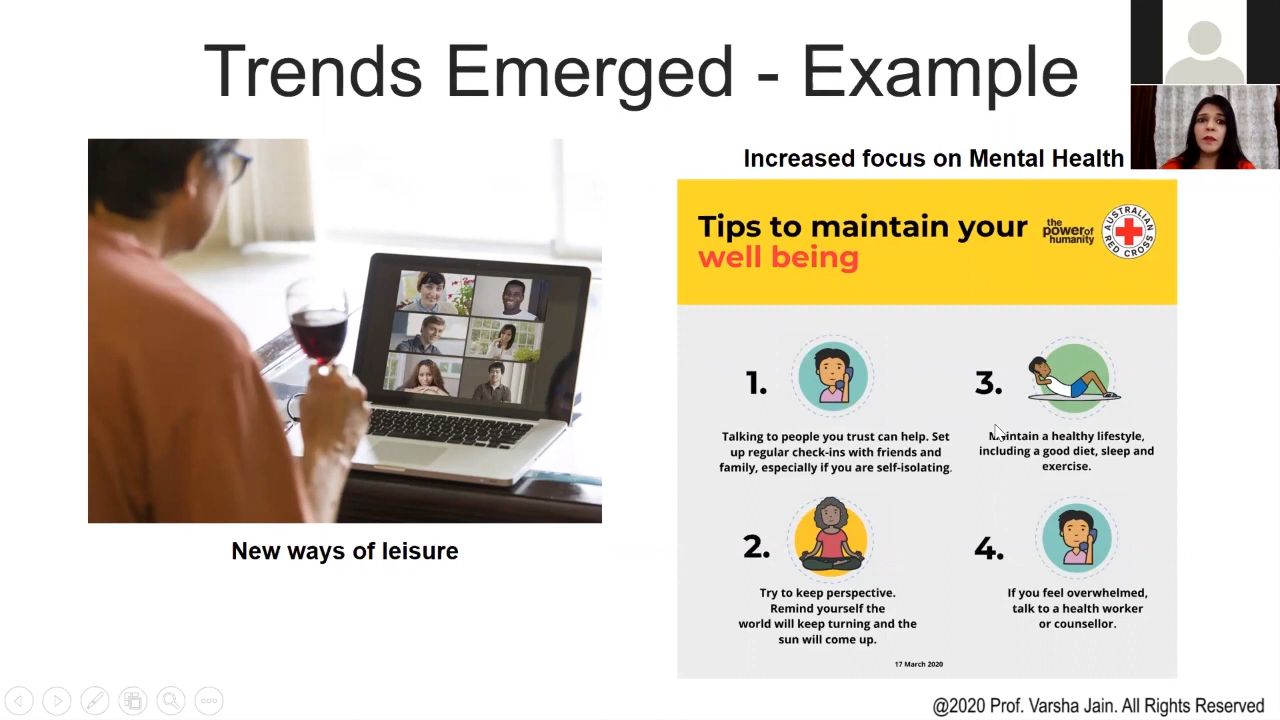 Trends Emerged - Example
Increased focus on Mental Health
Tips to maintain your
well being
the
power of
humanity
AUSTRALIAN
RED CROSS
1.
Talking to people you trust can help. Set
up regular check-ins with friends and
family, especially if you are self-isolating.
2.
Try to keep perspective.
Remind yourself the
world will keep turning and the
sun will come up.
3.
Maintain a healthy lifestyle,
including a good diet, sleep and
exercise.
4.
If you feel overwhelmed,
talk to a health worker
or counsellor.
17 March 2020
New ways of leisure
@2020 Prof. Varsha Jain. All Rights Reserved